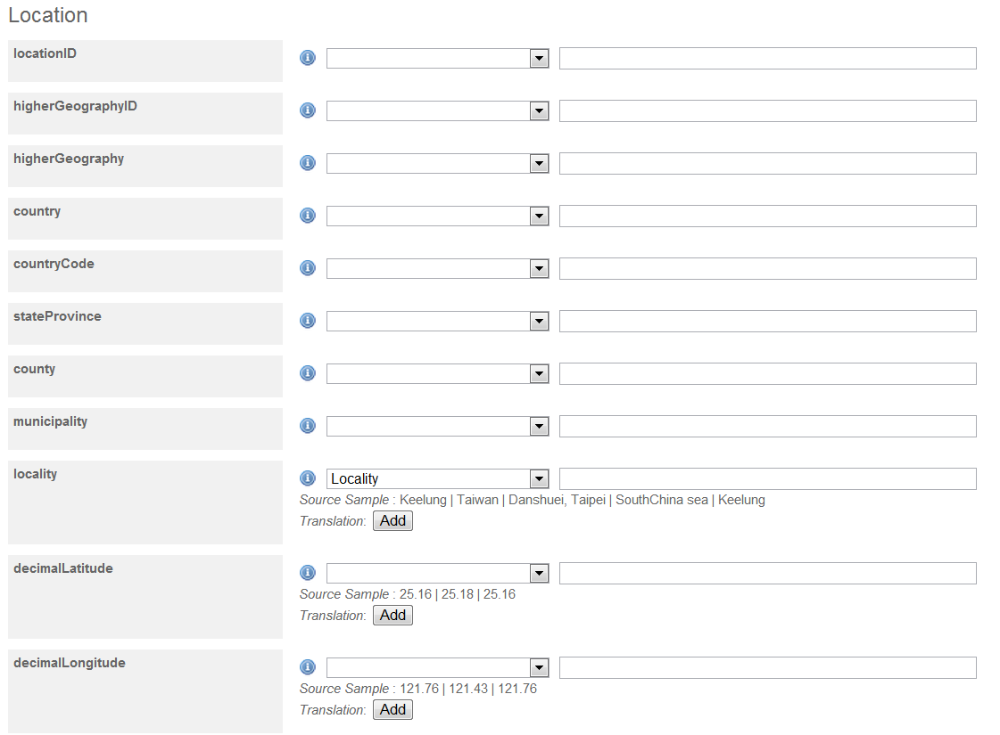 Location
locationID
higherGeographyID
higherGeography
country
countryCode
stateProvince
county
municipality
locality Locality
Source Sample : Keelung | Taiwan | Danshuei, Taipei | SouthChina sea | Keelung
Translation: Add
decimalLatitude
Source Sample : 25.16 | 25.18 | 25.16
Translation: Add
decimalLongitude
Source Sample : 121.76 | 121.43 | 121.76
Translation: Add